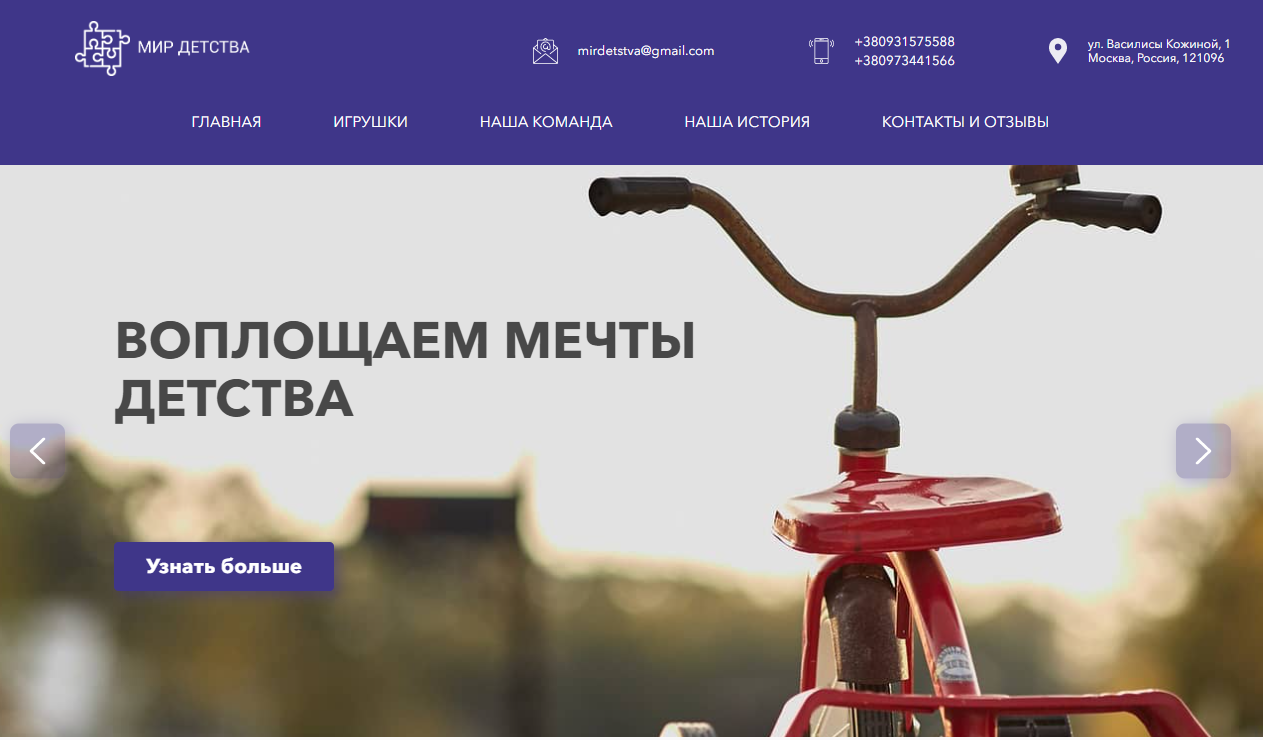 МИР ДЕТСТВА
mirdetstva@gmail.com
+380931575588
+380973441566
ул. Василисы Кожиной, 1
Москва, Россия, 121096
ГЛАВНАЯ
ИГРУШКИ
НАША КОМАНДА
НАША ИСТОРИЯ
КОНТАКТЫ И ОТЗЫВЫ
ВОПЛОЩАЕМ МЕЧТЫ
ДЕТСТВА
Узнать больше